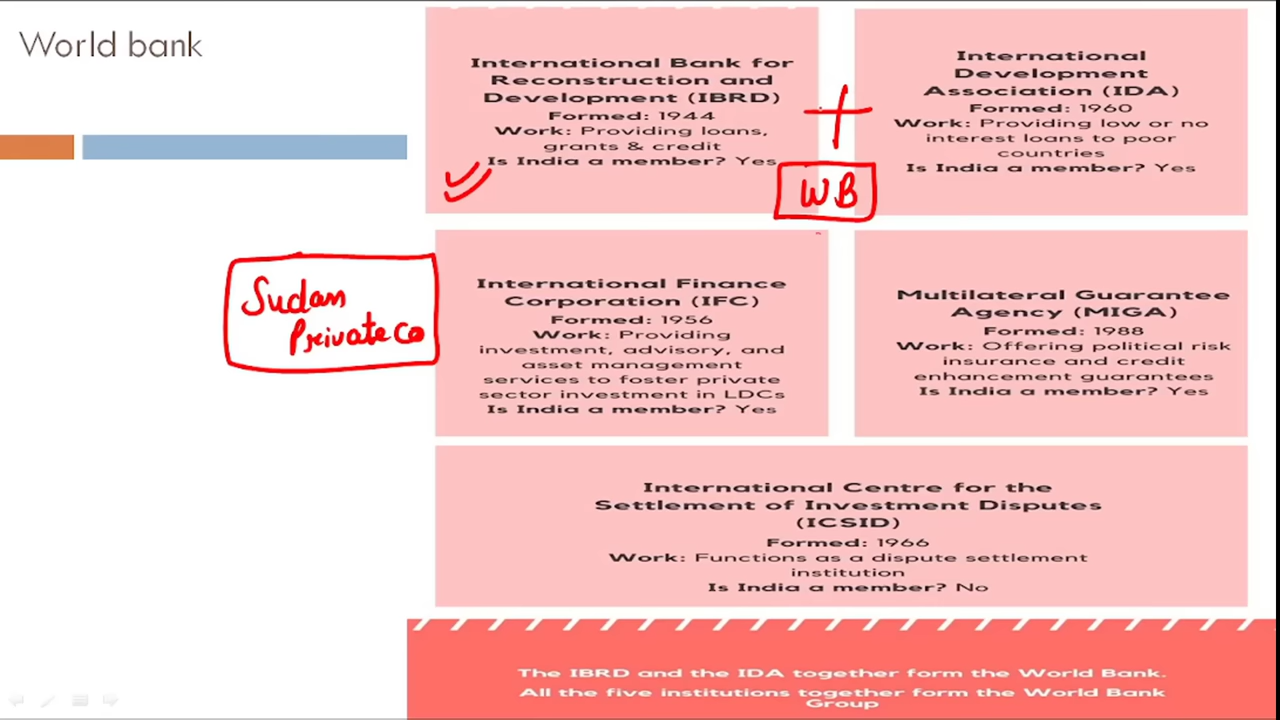 World bank
International Bank for
Reconstruction and
Development (IBRD)
Formed: 1944
Work: Providing loans,
grants & credit
Is India a member? Yes
International
Development
Association (IDA)
Formed: 1960
Work: Providing low or no
interest loans to poor
countries
Is India a member? Yes
WB
Sudan
Private Co
International Finance
Corporation (IFC)
Formed: 1956
Work: Providing
investment, advisory, and
asset management
services to foster private
sector investment in LDCs
Is India a member? Yes
Multilateral Guarantee
Agency (MIGA)
Formed: 1988
Work: Offering political risk
insurance and credit
enhancement guarantees
Is India a member? Yes
International Centre for the
Settlement of Investment Disputes
(ICSID)
Formed: 1966
Work: Functions as a dispute settlement
institution
Is India a member? No
The IBRD and the IDA together form the World Bank.
All the five institutions together form the World Bank
Group